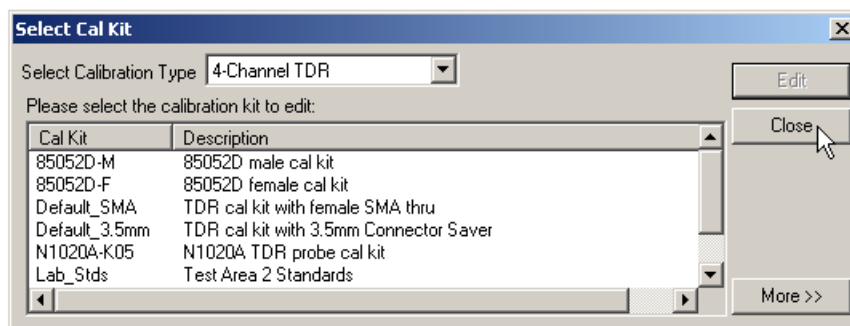 Select Cal Kit
Select Calibration Type 4-Channel TDR
Edit
Please select the calibration kit to edit:
Close
Cal Kit Description
85052D-M 85052D male cal kit
85052D-F 85052D female cal kit
Default_SMA TDR cal kit with female SMA thru
Default_3.5mm TDR cal kit with 3.5mm Connector Saver
N1020A-K05 N1020A TDR probe cal kit
Lab_Stds Test Area 2 Standards
More >>